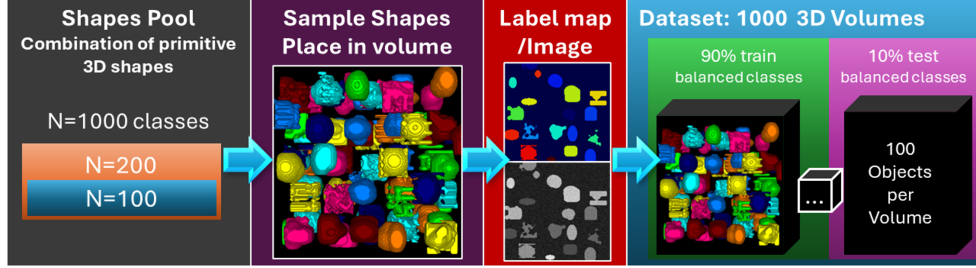 Shapes Pool
Combination of primitive
3D shapes
N=1000 classes
N=200
N=100
Sample Shapes
Place in volume
Label map
/Image
Dataset: 1000 3D Volumes
90% train
balanced classes
...
10% test
balanced classes
100
Objects
per
Volume